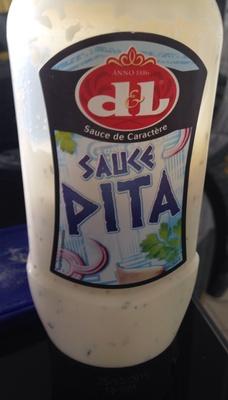 ANNO 1886
d&L
Sauce de Caractère
SAUCE
PITA